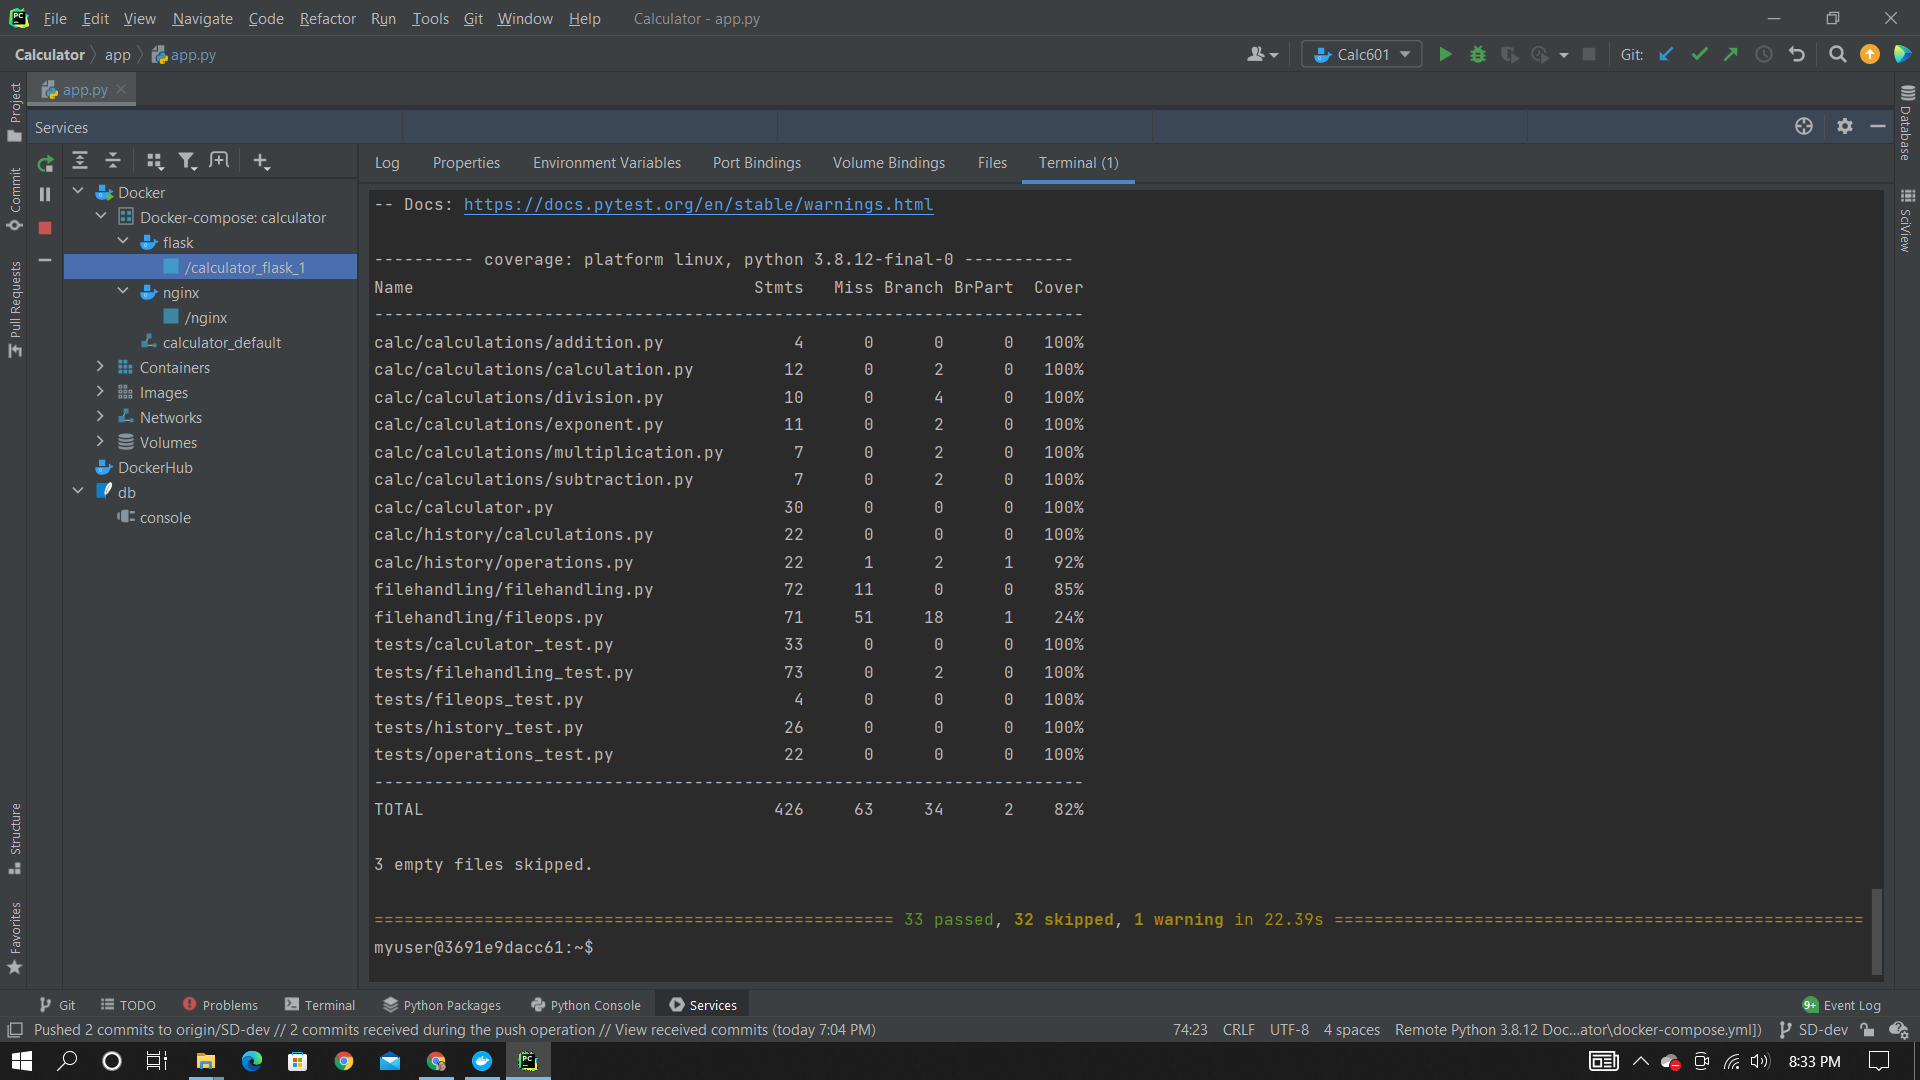 File Edit View Navigate Code Refactor Run Tools Git Window Help Calculator - app.py
Calculator app app.py Calc601 Git:
app.py
Services
Log Properties Environment Variables Port Bindings Volume Bindings Files Terminal (1)
Project
Commit
Pull Requests
Structure
Favorites
Database
SciView
Docker
Docker-compose: calculator
flask
/calculator_flask_1
nginx
/nginx
calculator_default
Containers
Images
Networks
Volumes
DockerHub
db
console
-- Docs: https://docs.pytest.org/en/stable/warnings.html
---------- coverage: platform linux, python 3.8.12-final-0 -----------
Name Stmts Miss Branch BrPart Cover
-----------------------------------------------------------------------
calc/calculations/addition.py 4 0 0 0 100%
calc/calculations/calculation.py 12 0 2 0 100%
calc/calculations/division.py 10 0 4 0 100%
calc/calculations/exponent.py 11 0 2 0 100%
calc/calculations/multiplication.py 7 0 2 0 100%
calc/calculations/subtraction.py 7 0 2 0 100%
calc/calculator.py 30 0 0 0 100%
calc/history/calculations.py 22 0 0 0 100%
calc/history/operations.py 22 1 2 1 92%
filehandling/filehandling.py 72 11 0 0 85%
filehandling/fileops.py 71 51 18 1 24%
tests/calculator_test.py 33 0 0 0 100%
tests/filehandling_test.py 73 0 2 0 100%
tests/fileops_test.py 4 0 0 0 100%
tests/history_test.py 26 0 0 0 100%
tests/operations_test.py 22 0 0 0 100%
-----------------------------------------------------------------------
TOTAL 426 63 34 2 82%
3 empty files skipped.
==================================================== 33 passed, 32 skipped, 1 warning in 22.39s =====================================================
myuser@3691e9dacc61:~$
Git TODO Problems Terminal Python Packages Python Console Services 9+ Event Log
Pushed 2 commits to origin/SD-dev // 2 commits received during the push operation // View received commits (today 7:04 PM) 74:23 CRLF UTF-8 4 spaces Remote Python 3.8.12 Doc...ator\docker-compose.yml]) SD-dev
8:33 PM